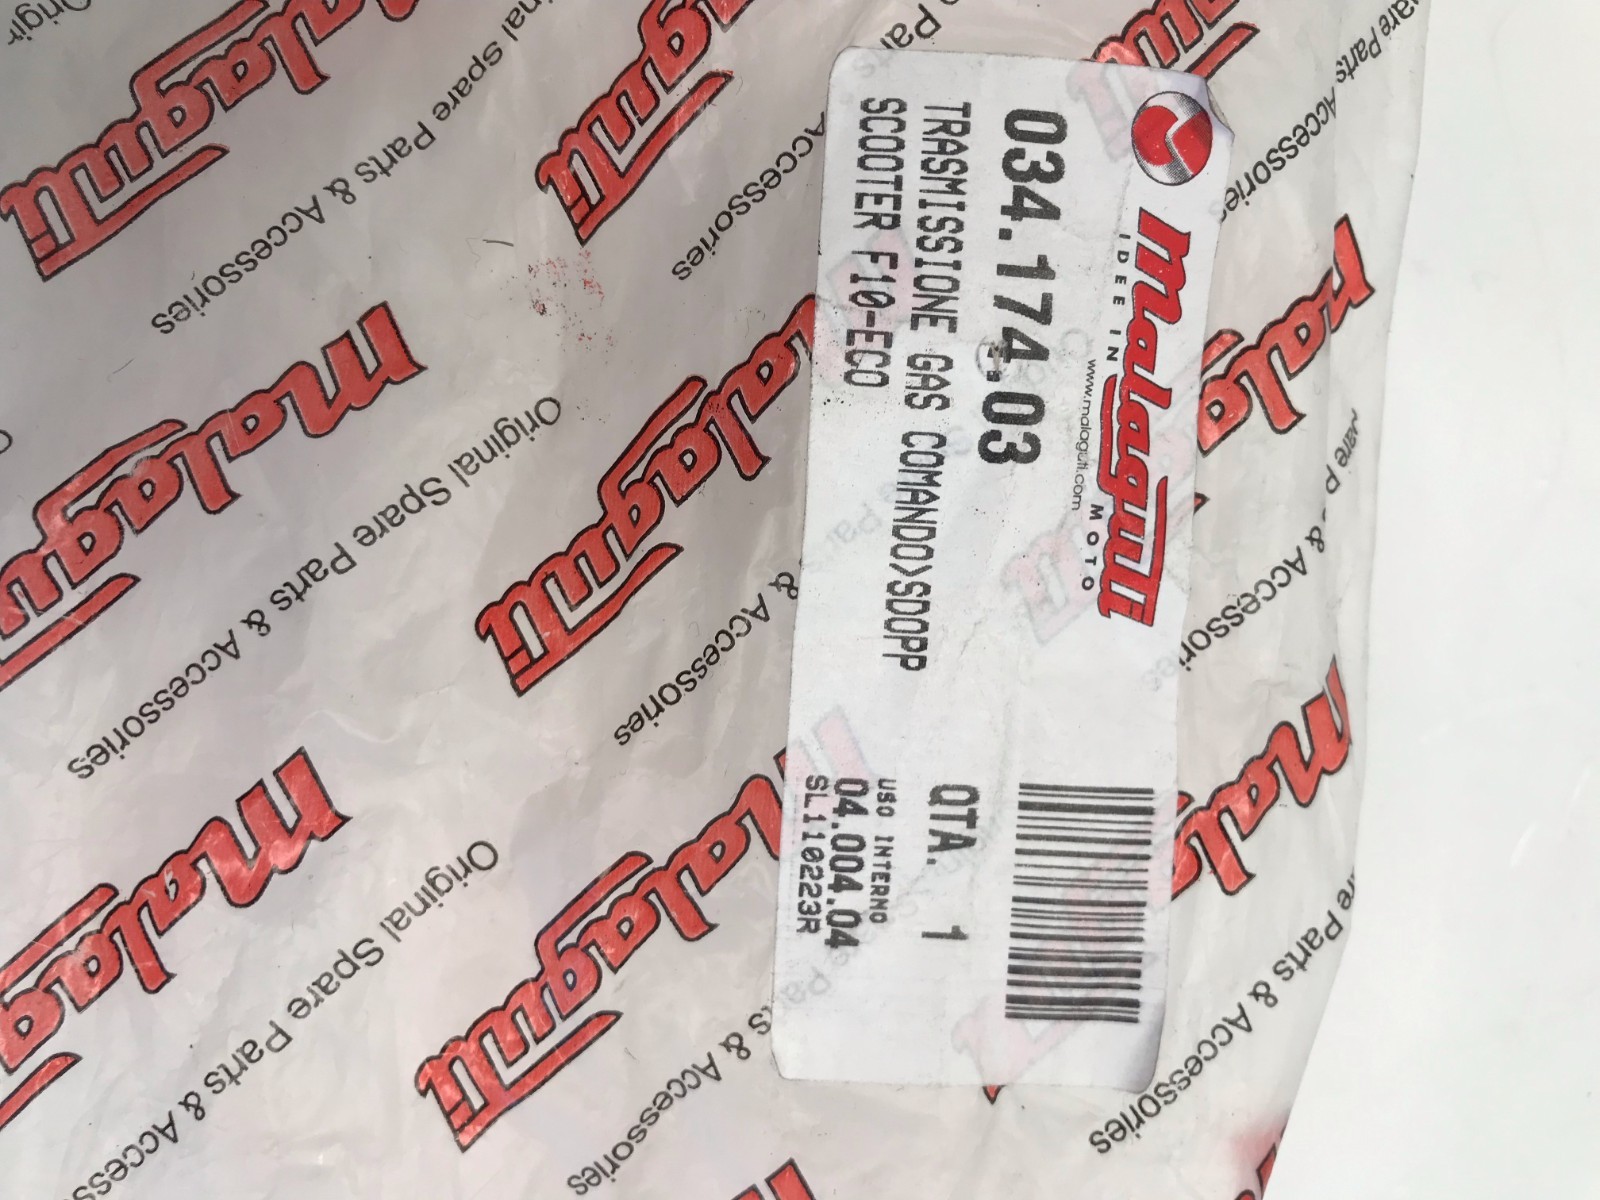 Malaguti
MOTO
IDEE IN
www.malaguti.com
034.174.03
TRASMISSIONE GAS COMANDO>SDOPP
SCOOTER F10-ECO
QTA. 1
USO INTERNO
04.004.04
SL110223R
Malaguti
Original Spare Parts & Accessories
Malaguti
Original Spare Parts & Accessories
Malaguti
Original Spare Parts & Accessories